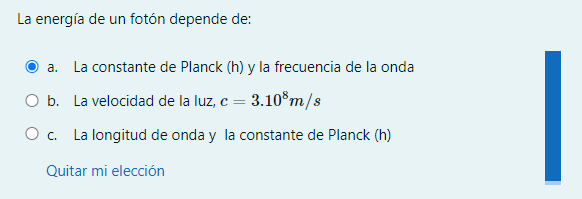 La energía de un fotón depende de:
a. La constante de Planck (h) y la frecuencia de la onda
b. La velocidad de la luz, c = 3.10⁸m/s
c. La longitud de onda y la constante de Planck (h)
Quitar mi elección